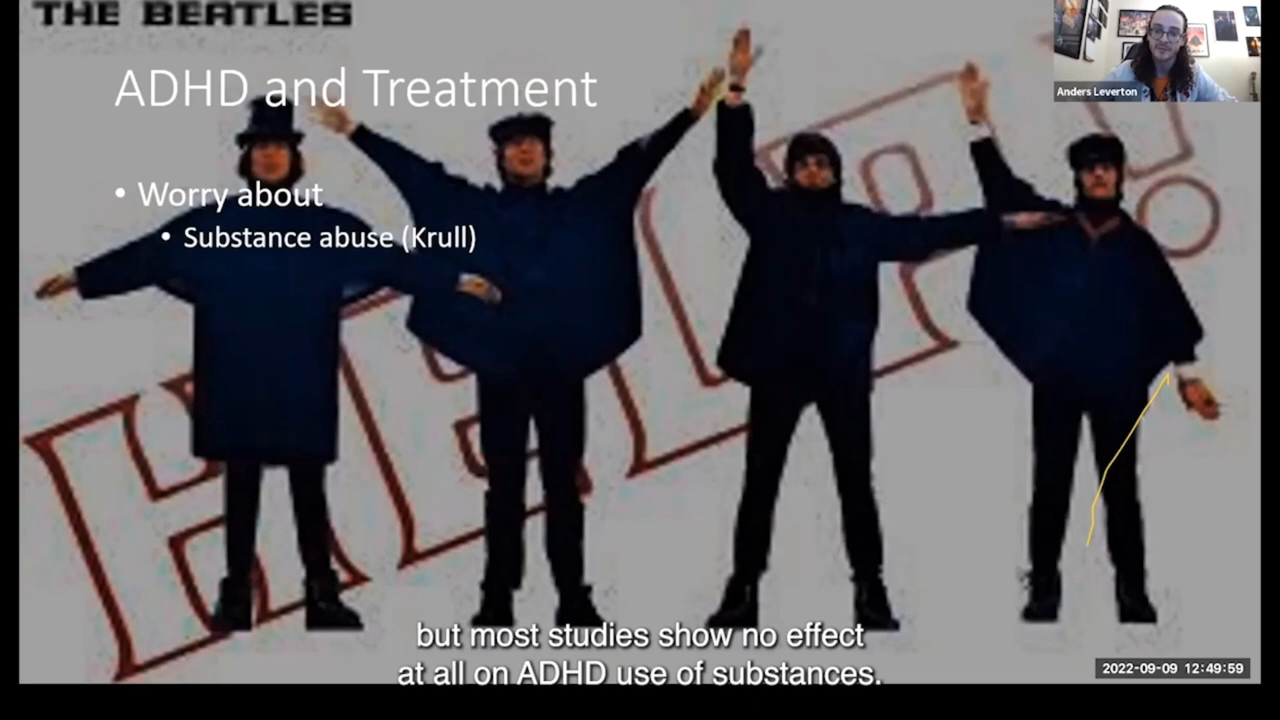 THE BEATLES
ADHD and Treatment
• Worry about
• Substance abuse (Krull)
HELP!
Anders Leverton
but most studies show no effect
at all on ADHD use of substances.
2022-09-09 12:49:59